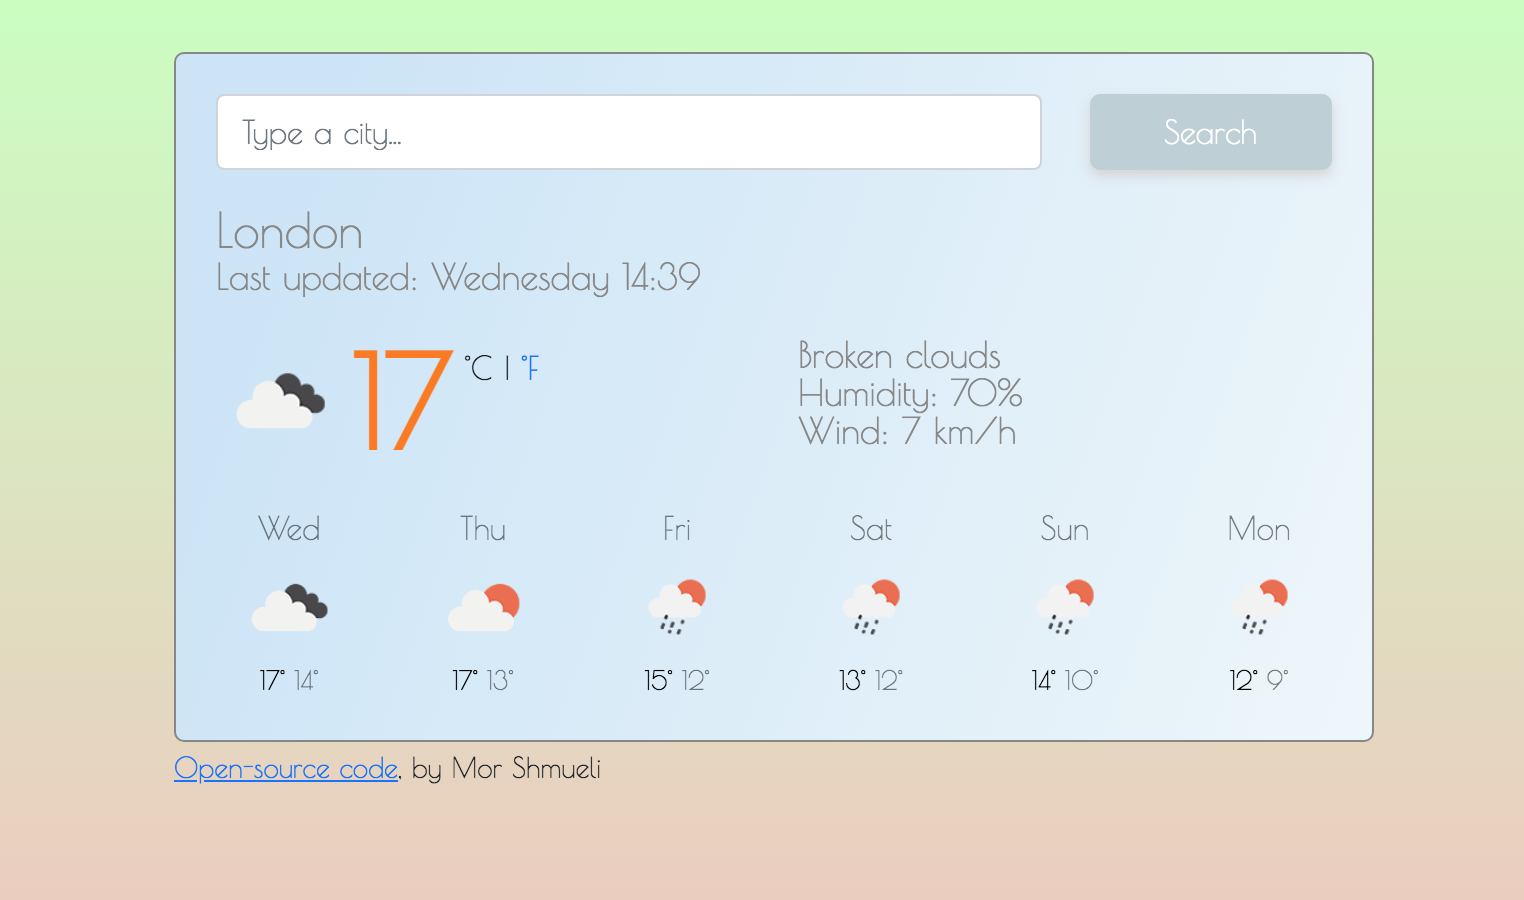 Type a city...
Search
London
Last updated: Wednesday 14:39
17 °C | °F
Broken clouds
Humidity: 70%
Wind: 7 km/h
Wed Thu Fri Sat Sun Mon
17° 14° 17° 13° 15° 12° 13° 12° 14° 10° 12° 9°
Open-source code, by Mor Shmueli